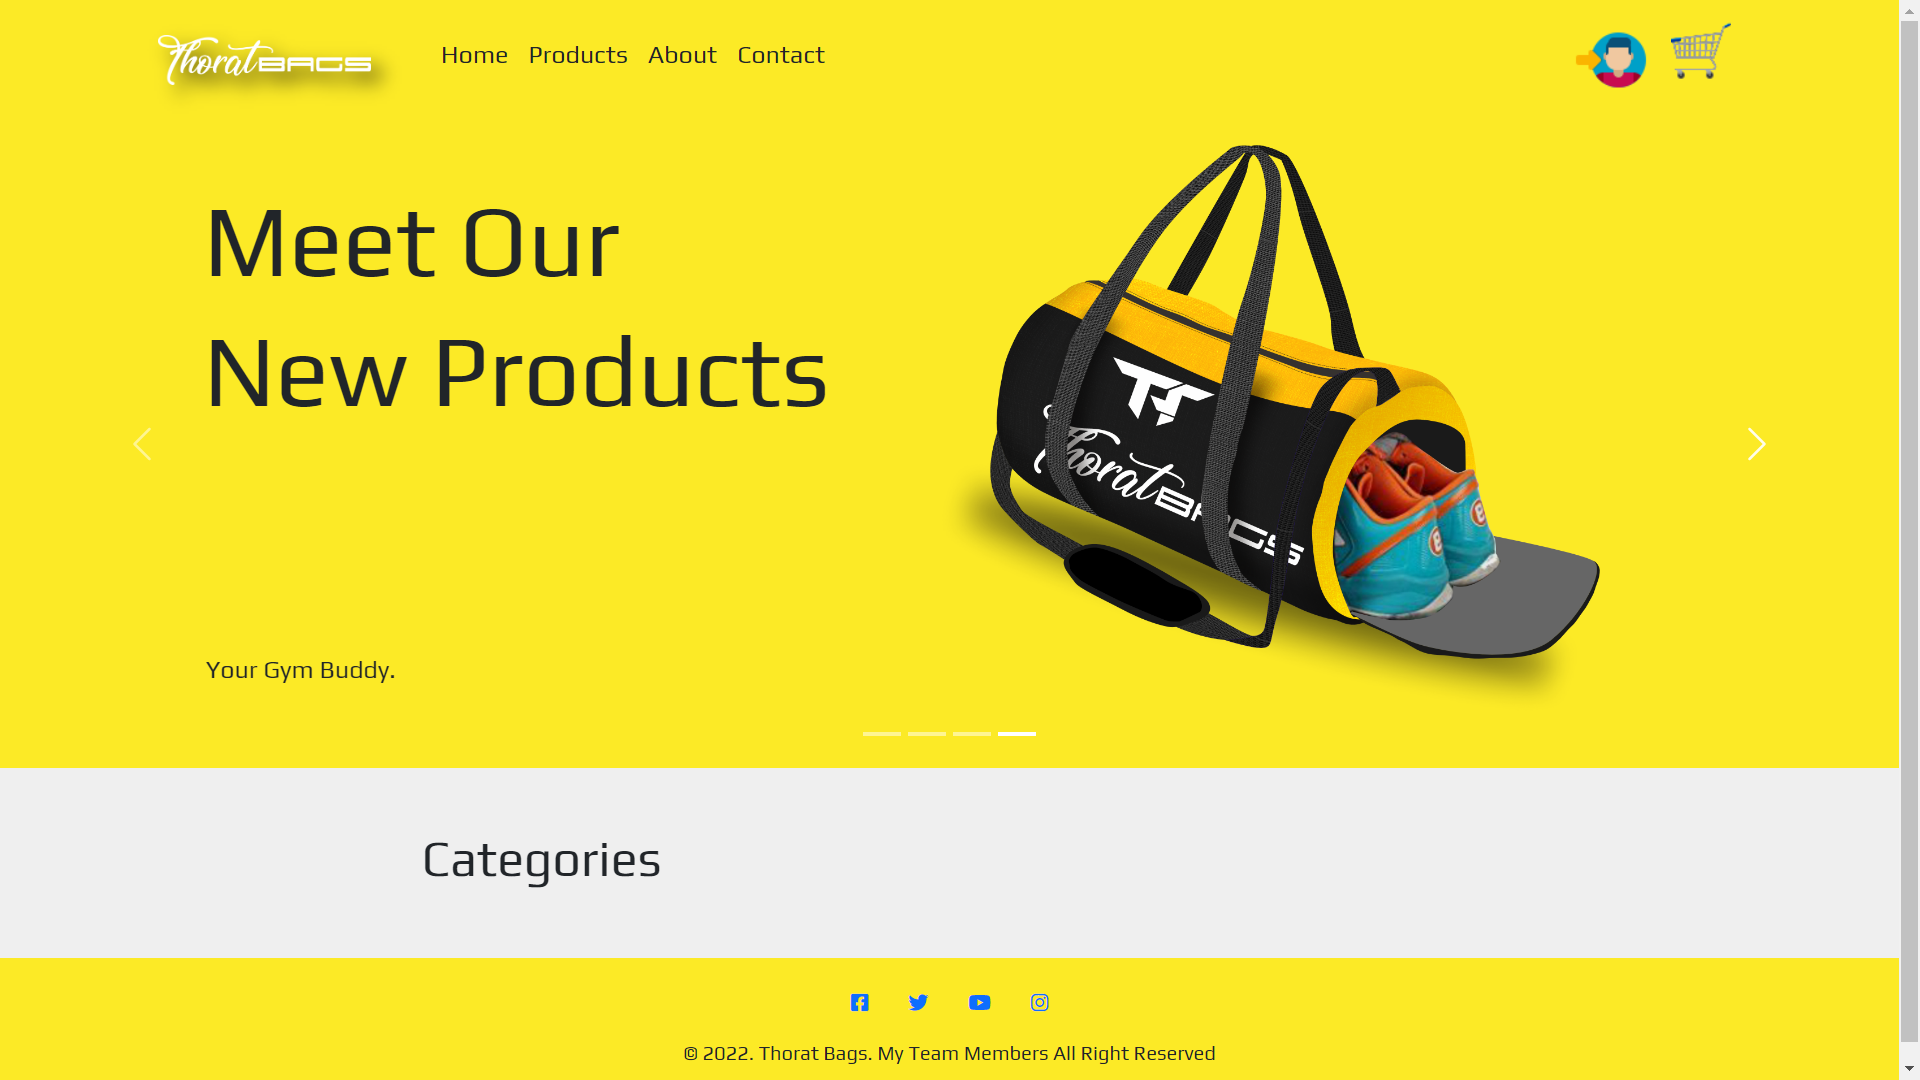 Thorat BAGS
Home
Products
About
Contact
Meet Our
New Products
Thorat BAGS
Your Gym Buddy.
Categories
© 2022. Thorat Bags. My Team Members All Right Reserved